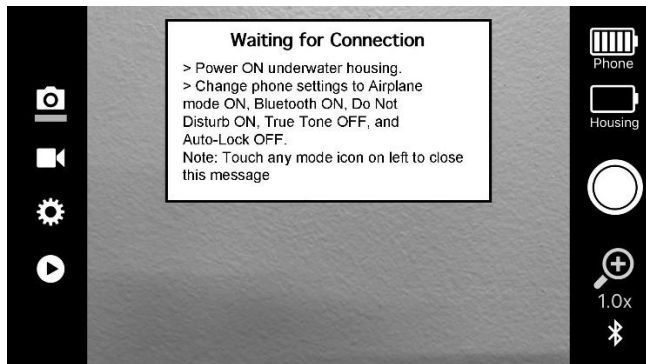 Waiting for Connection
> Power ON underwater housing.
> Change phone settings to Airplane
mode ON, Bluetooth ON, Do Not
Disturb ON, True Tone OFF, and
Auto-Lock OFF.
Note: Touch any mode icon on left to close
this message
Phone
Housing
1.0x